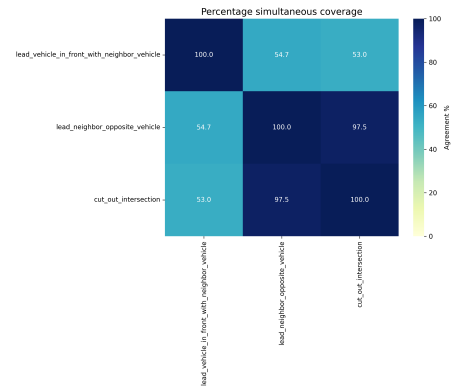 Percentage simultaneous coverage
lead_vehicle_in_front_with_neighbor_vehicle
100.0
54.7
53.0
lead_neighbor_opposite_vehicle
54.7
100.0
97.5
cut_out_intersection
53.0
97.5
100.0
lead_vehicle_in_front_with_neighbor_vehicle
lead_neighbor_opposite_vehicle
cut_out_intersection
100
80
60
40
20
0
Agreement %